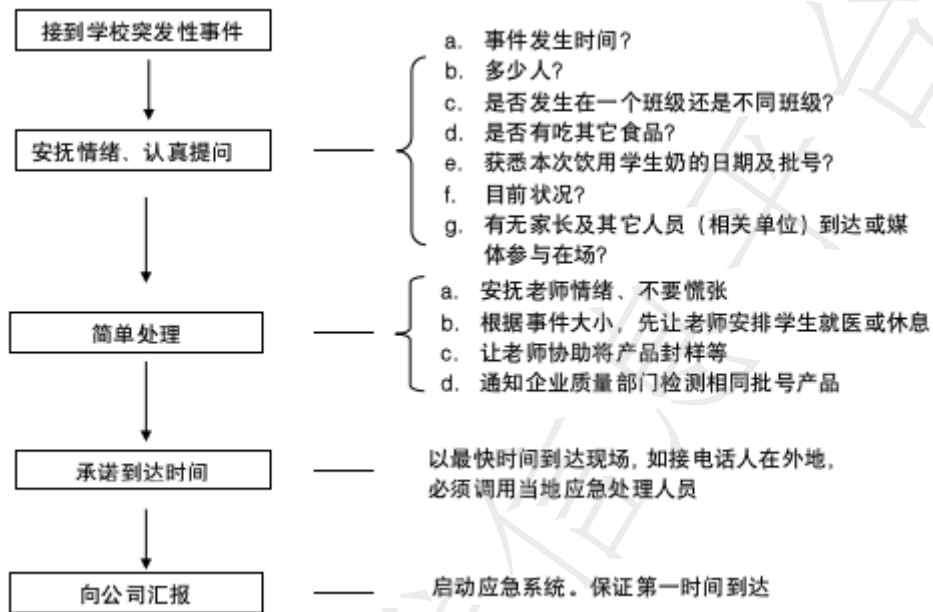 接到学校突发性事件
安抚情绪、认真提问
a. 事件发生时间?
b. 多少人?
c. 是否发生在一个班级还是不同班级?
d. 是否有吃其它食品?
e. 获悉本次饮用学生奶的日期及批号?
f. 目前状况?
g. 有无家长及其它人员（相关单位）到达或媒
体参与在场?
简单处理
a. 安抚老师情绪、不要慌张
b. 根据事件大小，先让老师安排学生就医或休息
c. 让老师协助将产品封样等
d. 通知企业质量部门检测相同批号产品
承诺到达时间
以最快时间到达现场，如接电话人在外地，
必须调用当地应急处理人员
向公司汇报
启动应急系统。保证第一时间到达
信息平台